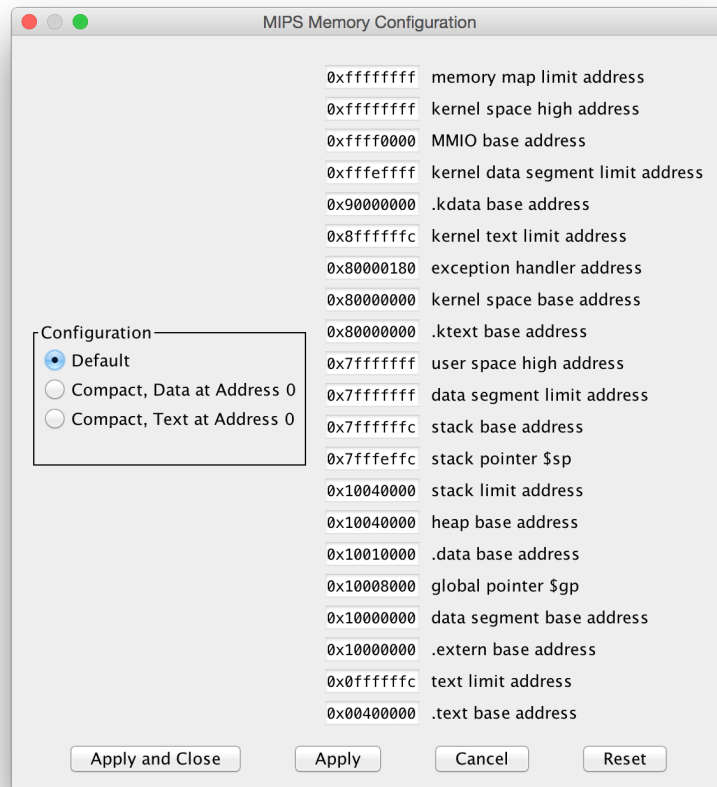 MIPS Memory Configuration
0xffffffff memory map limit address
0xffffffff kernel space high address
0xffff0000 MMIO base address
0xfffeffff kernel data segment limit address
0x90000000 .kdata base address
0x8ffffffc kernel text limit address
0x80000180 exception handler address
0x80000000 kernel space base address
0x80000000 .ktext base address
0x7fffffff user space high address
0x7fffffff data segment limit address
0x7ffffffc stack base address
0x7fffeffc stack pointer $sp
0x10040000 stack limit address
0x10040000 heap base address
0x10010000 .data base address
0x10008000 global pointer $gp
0x10000000 data segment base address
0x10000000 .extern base address
0x0ffffffc text limit address
0x00400000 .text base address
Configuration
Default
Compact, Data at Address 0
Compact, Text at Address 0
Apply and Close Apply Cancel Reset